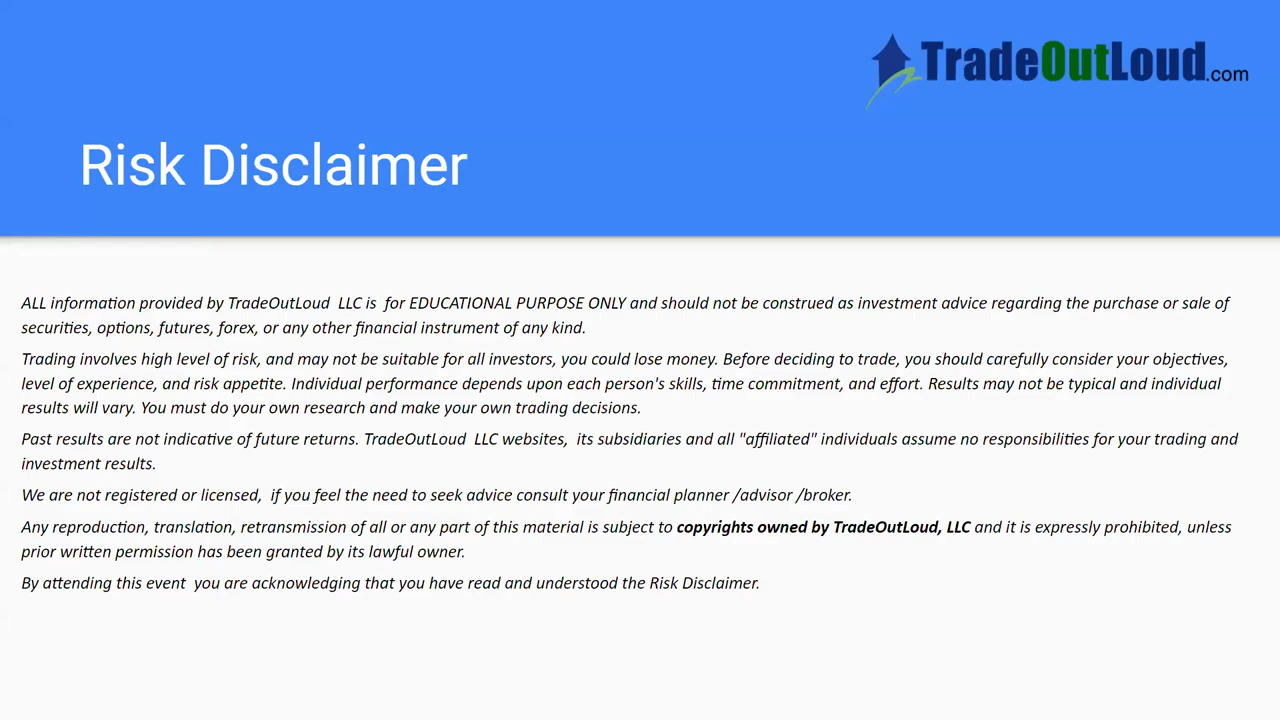 TradeOutLoud.com
Risk Disclaimer
ALL information provided by TradeOutLoud LLC is for EDUCATIONAL PURPOSE ONLY and should not be construed as investment advice regarding the purchase or sale of
securities, options, futures, forex, or any other financial instrument of any kind.
Trading involves high level of risk, and may not be suitable for all investors, you could lose money. Before deciding to trade, you should carefully consider your objectives,
level of experience, and risk appetite. Individual performance depends upon each person's skills, time commitment, and effort. Results may not be typical and individual
results will vary. You must do your own research and make your own trading decisions.
Past results are not indicative of future returns. TradeOutLoud LLC websites, its subsidiaries and all "affiliated" individuals assume no responsibilities for your trading and
investment results.
We are not registered or licensed, if you feel the need to seek advice consult your financial planner /advisor /broker.
Any reproduction, translation, retransmission of all or any part of this material is subject to copyrights owned by TradeOutLoud, LLC and it is expressly prohibited, unless
prior written permission has been granted by its lawful owner.
By attending this event you are acknowledging that you have read and understood the Risk Disclaimer.